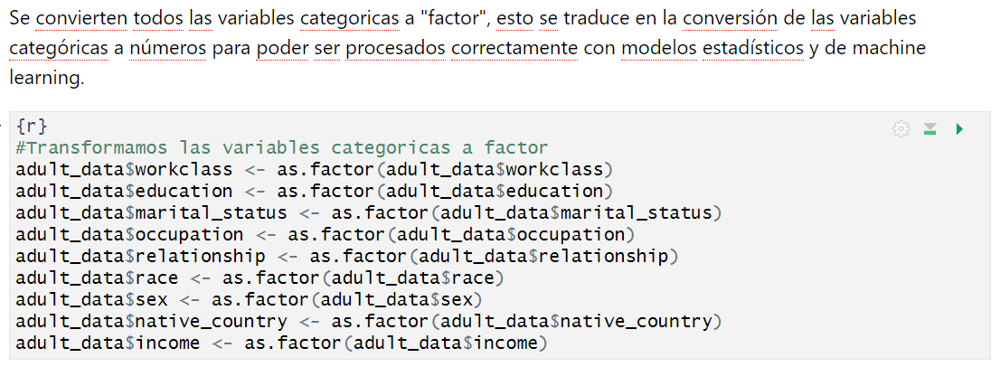 Se convierten todos las variables categoricas a "factor", esto se traduce en la conversión de las variables
categóricas a números para poder ser procesados correctamente con modelos estadísticos y de machine
learning.
{r}
#Transformamos las variables categoricas a factor
adult_data$workclass <- as.factor(adult_data$workclass)
adult_data$education <- as.factor(adult_data$education)
adult_data$marital_status <- as.factor(adult_data$marital_status)
adult_data$occupation <- as.factor(adult_data$occupation)
adult_data$relationship <- as.factor(adult_data$relationship)
adult_data$race <- as.factor(adult_data$race)
adult_data$sex <- as.factor(adult_data$sex)
adult_data$native_country <- as.factor(adult_data$native_country)
adult_data$income <- as.factor(adult_data$income)